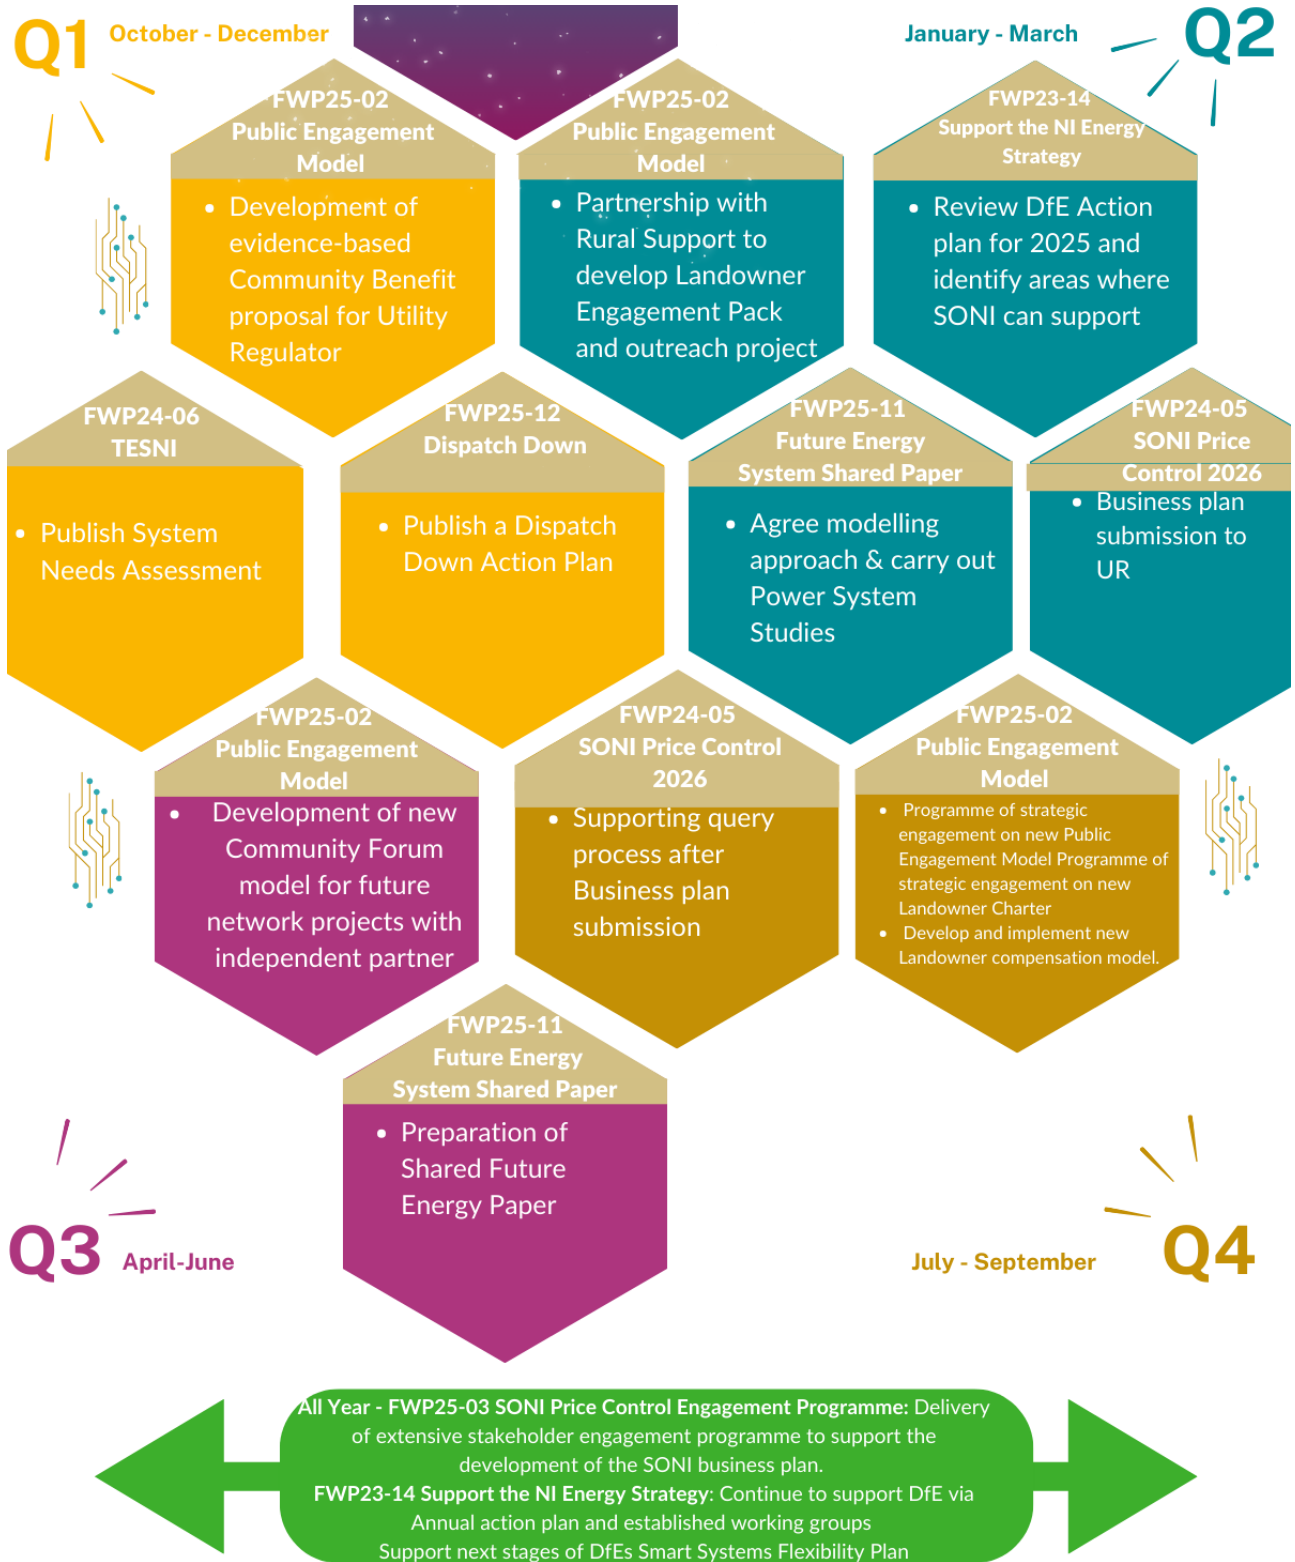 Q1
October - December
January - March
Q2
FWP25-02
Public Engagement
Model
• Development of
evidence-based
Community Benefit
proposal for Utility
Regulator
FWP25-02
Public Engagement
Model
• Partnership with
Rural Support to
develop Landowner
Engagement Pack
and outreach project
FWP23-14
Support the NI Energy
Strategy
• Review DfE Action
plan for 2025 and
identify areas where
SONI can support
FWP24-06
TESNI
• Publish System
Needs Assessment
FWP25-12
Dispatch Down
• Publish a Dispatch
Down Action Plan
FWP25-11
Future Energy
System Shared Paper
• Agree modelling
approach & carry out
Power System
Studies
FWP24-05
SONI Price
Control 2026
• Business plan
submission to
UR
FWP25-02
Public Engagement
Model
• Development of new
Community Forum
model for future
network projects with
independent partner
FWP24-05
SONI Price Control
2026
• Supporting query
process after
Business plan
submission
FWP25-02
Public Engagement
Model
• Programme of strategic
engagement on new Public
Engagement Model Programme of
strategic engagement on new
Landowner Charter
• Develop and implement new
Landowner compensation model.
FWP25-11
Future Energy
System Shared Paper
• Preparation of
Shared Future
Energy Paper
Q3
April-June
July - September
Q4
All Year - FWP25-03 SONI Price Control Engagement Programme: Delivery
of extensive stakeholder engagement programme to support the
development of the SONI business plan.
FWP23-14 Support the NI Energy Strategy: Continue to support DfE via
Annual action plan and established working groups
Support next stages of DfEs Smart Systems Flexibility Plan